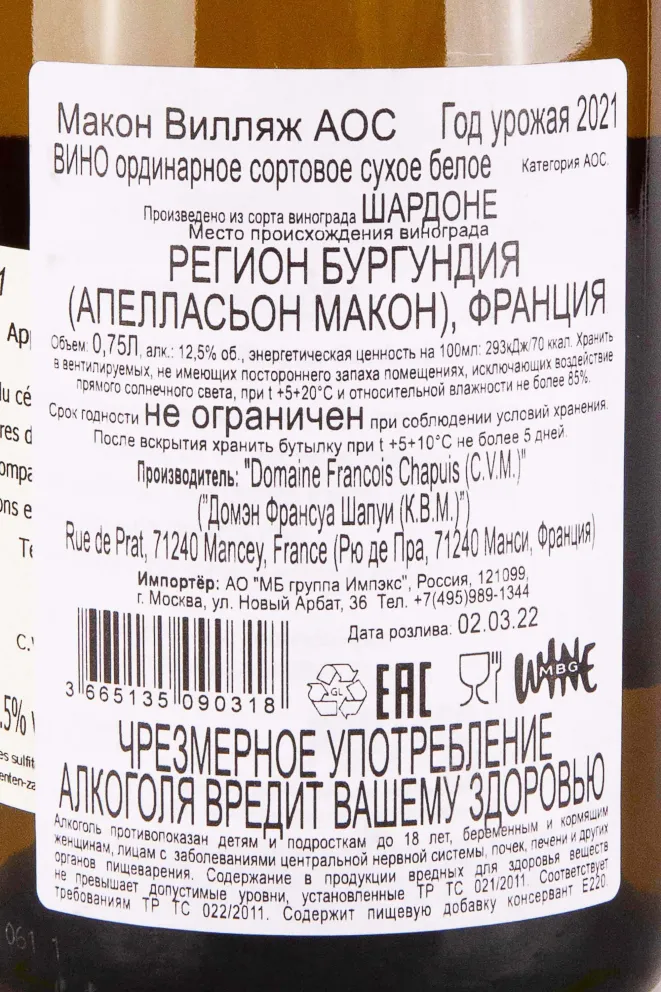 Макон Вилляж АОС Год урожая 2021
ВИНО ординарное сортовое сухое белое Категория АОС.
Произведено из сорта винограда ШАРДОНЕ
Место происхождения винограда
РЕГИОН БУРГУНДИЯ
(АПЕЛЛАСЬОН МАКОН), ФРАНЦИЯ
Объем: 0,75Л, алк.: 12,5% об., энергетическая ценность на 100мл: 293кДж/70 ккал. Хранить
в вентилируемых, не имеющих постороннего запаха помещениях, исключающих воздействие
прямого солнечного света, при t +5+20°C и относительной влажности не более 85%.
Срок годности не ограничен при соблюдении условий хранения.
После вскрытия хранить бутылку при t +5+10°C не более 5 дней.
Производитель: "Domaine Francois Chapuis (C.V.M.)"
("Домэн Франсуа Шапуи (К.В.М.)")
Rue de Prat, 71240 Mancey, France (Рю де Пра, 71240 Манси, Франция)
Импортёр: АО "МБ группа Импэкс", Россия, 121099,
г. Москва, ул. Новый Арбат, 36 Тел. +7(495)989-1344
Дата розлива: 02.03.22
3 665135 090318
GL
EAC
WINE
MBG
ЧРЕЗМЕРНОЕ УПОТРЕБЛЕНИЕ
АЛКОГОЛЯ ВРЕДИТ ВАШЕМУ ЗДОРОВЬЮ
Алкоголь противопоказан детям и подросткам до 18 лет, беременным и кормящим
женщинам, лицам с заболеваниями центральной нервной системы, почек, печени и других
органов пищеварения. Содержание в продукции вредных для здоровья веществ
не превышает допустимые уровни, установленные ТР ТС 021/2011. Соответствует
требованиям ТР ТС 022/2011. Содержит пищевую добавку консервант Е220.